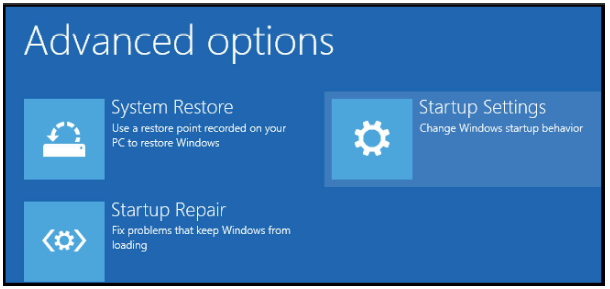 Advanced options
System Restore
Use a restore point recorded on your
PC to restore Windows
Startup Settings
Change Windows startup behavior
Startup Repair
Fix problems that keep Windows from
loading